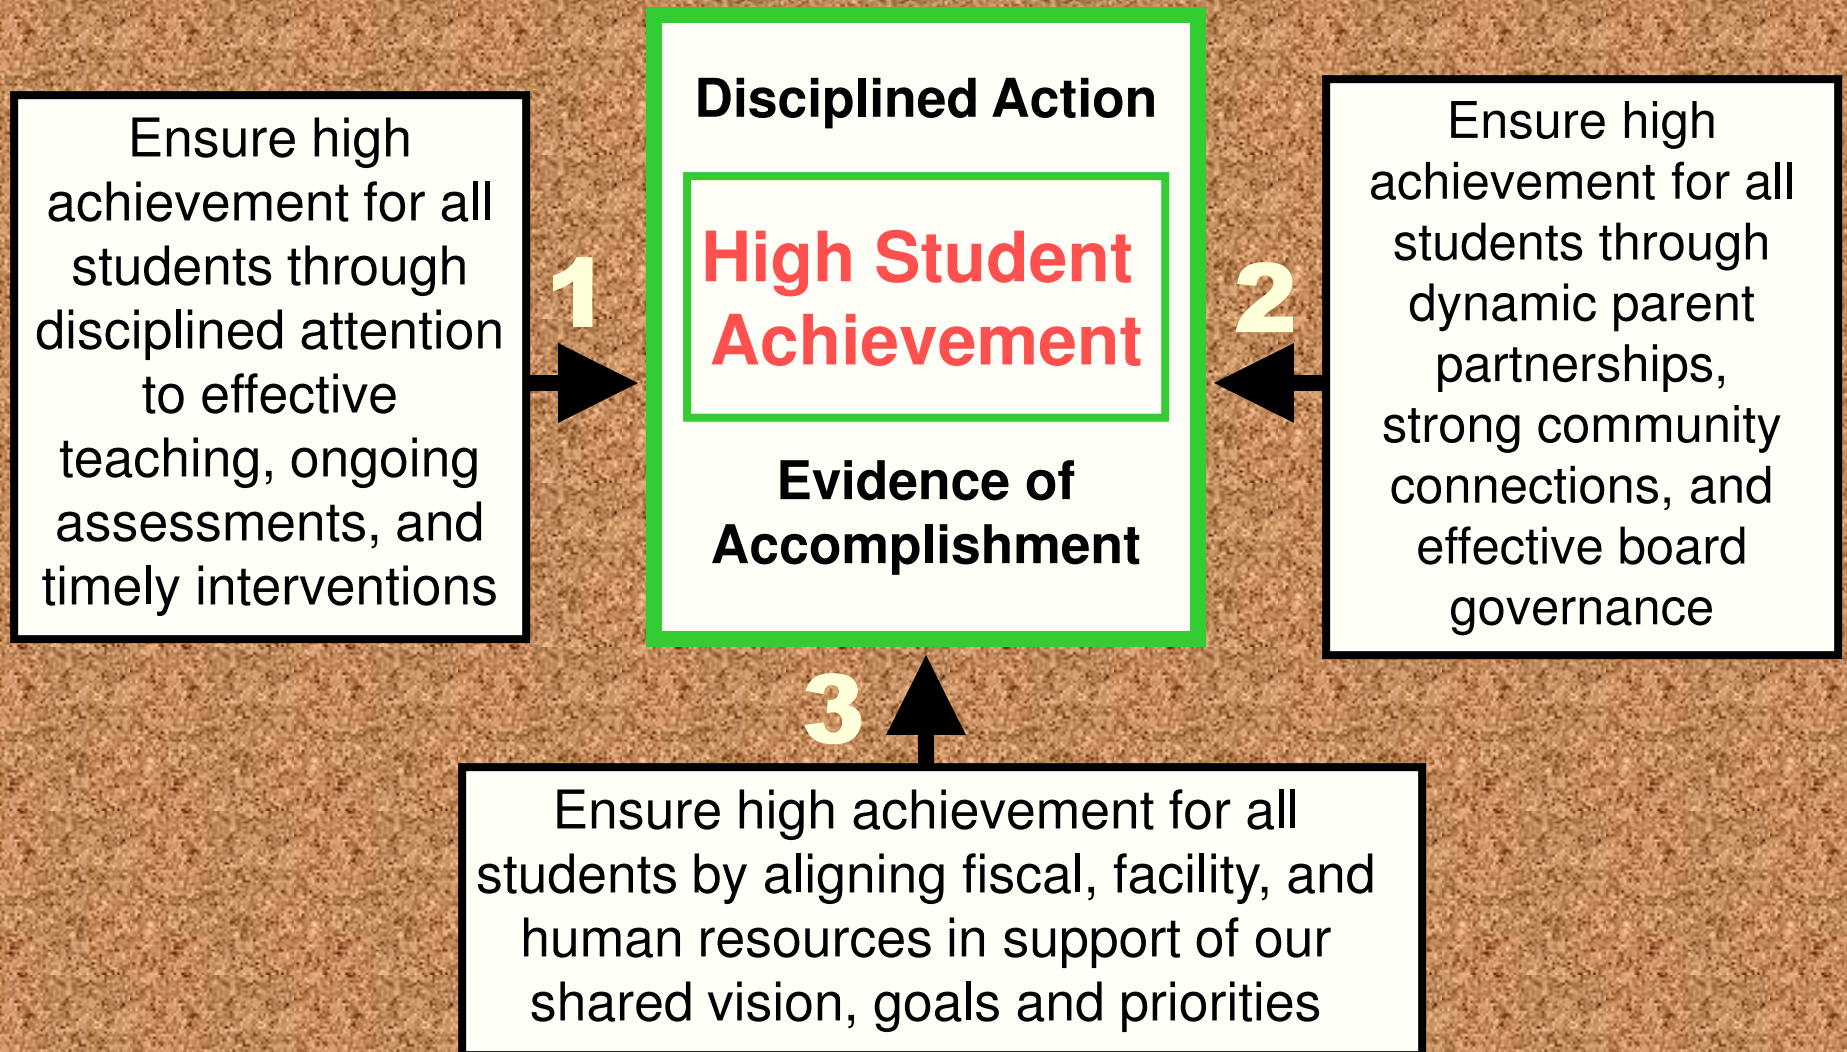 Ensure high
achievement for all
students through
disciplined attention
to effective
teaching, ongoing
assessments, and
timely interventions
1
Disciplined Action
High Student
Achievement
Evidence of
Accomplishment
2
Ensure high
achievement for all
students through
dynamic parent
partnerships,
strong community
connections, and
effective board
governance
3
Ensure high achievement for all
students by aligning fiscal, facility, and
human resources in support of our
shared vision, goals and priorities